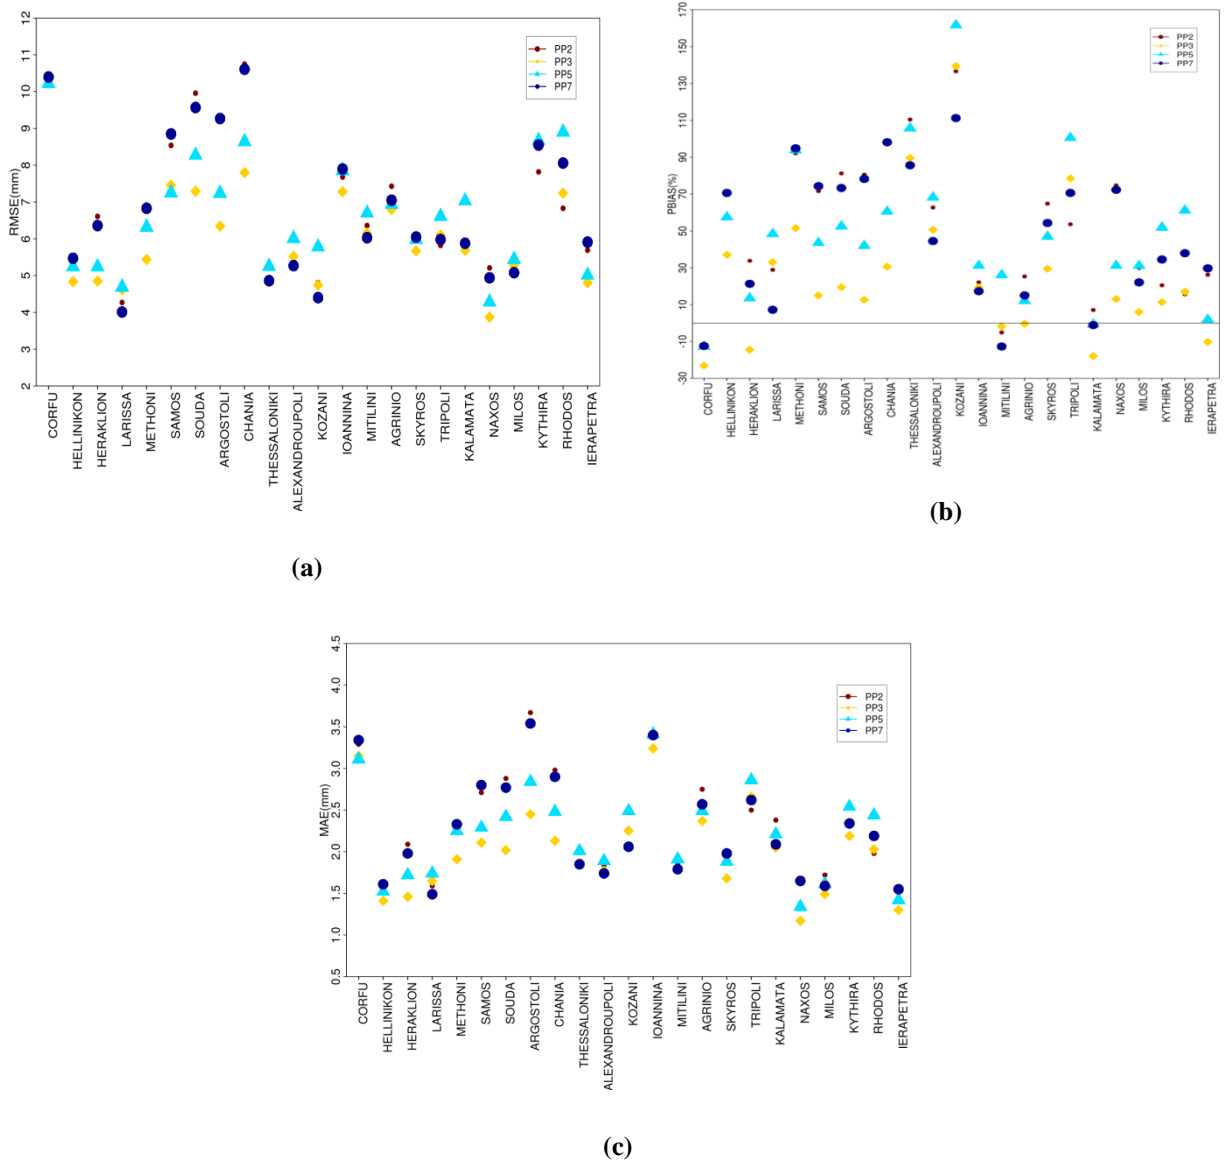 12
11
10
9
8
7
6
5
4
3
2
RMSE(mm)
PP2
PP3
PP5
PP7
CORFU
HELLINIKON
HERAKLION
LARISSA
METHONI
SAMOS
SOUDA
ARGOSTOLI
CHANIA
THESSALONIKI
ALEXANDROUPOLI
KOZANI
IOANNINA
MITILINI
AGRINIO
SKYROS
TRIPOLI
KALAMATA
NAXOS
MILOS
KYTHIRA
RHODOS
IERAPETRA
(a)
170
150
130
110
90
70
50
30
10
-10
-30
PBIAS(%)
PP2
PP3
PP5
PP7
CORFU
HELLINIKON
HERAKLION
LARISSA
METHONI
SAMOS
SOUDA
ARGOSTOLI
CHANIA
THESSALONIKI
ALEXANDROUPOLI
KOZANI
IOANNINA
MITILINI
AGRINIO
SKYROS
TRIPOLI
KALAMATA
NAXOS
MILOS
KYTHIRA
RHODOS
IERAPETRA
(b)
4.5
4.0
3.5
3.0
2.5
2.0
1.5
1.0
0.5
MAE(mm)
PP2
PP3
PP5
PP7
CORFU
HELLINIKON
HERAKLION
LARISSA
METHONI
SAMOS
SOUDA
ARGOSTOLI
CHANIA
THESSALONIKI
ALEXANDROUPOLI
KOZANI
IOANNINA
MITILINI
AGRINIO
SKYROS
TRIPOLI
KALAMATA
NAXOS
MILOS
KYTHIRA
RHODOS
IERAPETRA
(c)